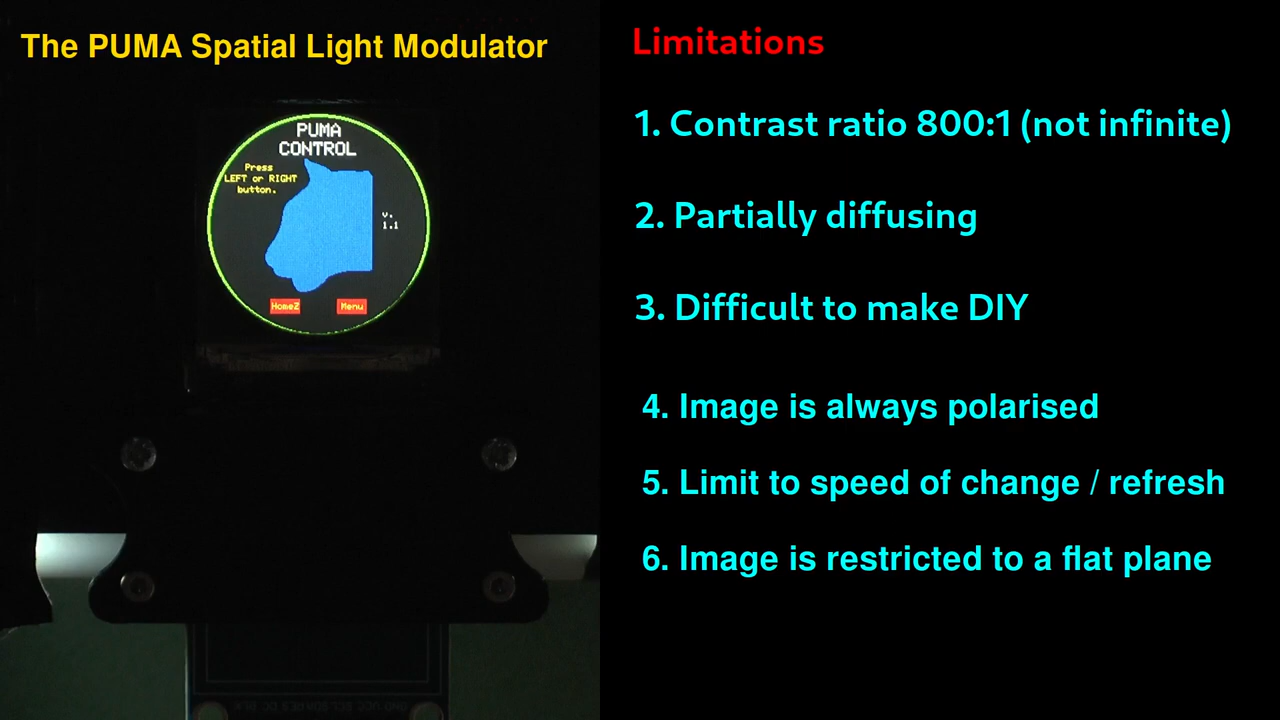 The PUMA Spatial Light Modulator
PUMA
CONTROL
Press
LEFT or RIGHT
button.
v.
1.1
HomeZ
Menu
Limitations
1. Contrast ratio 800:1 (not infinite)
2. Partially diffusing
3. Difficult to make DIY
4. Image is always polarised
5. Limit to speed of change / refresh
6. Image is restricted to a flat plane